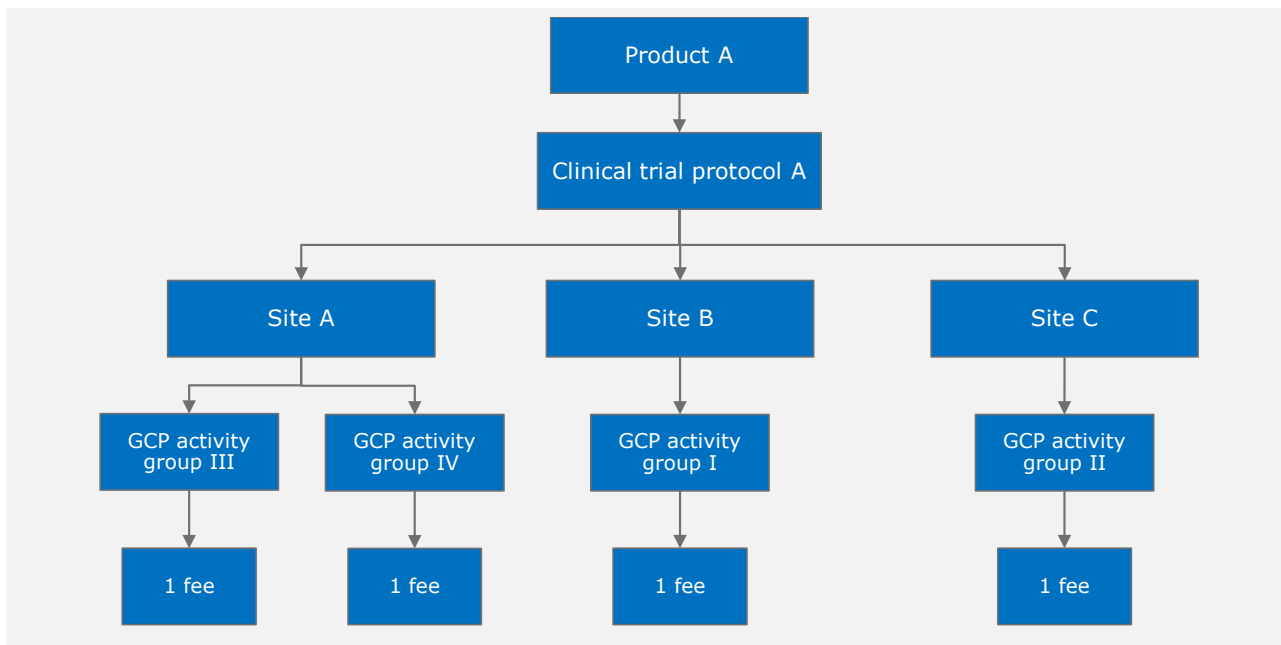 Product A
Clinical trial protocol A
Site A
Site B
Site C
GCP activity
group III
GCP activity
group IV
GCP activity
group I
GCP activity
group II
1 fee
1 fee
1 fee
1 fee